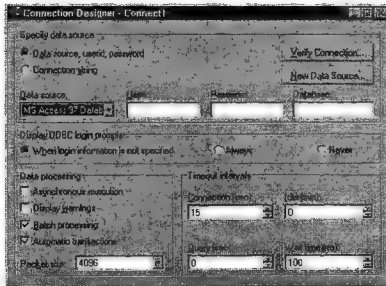 Connection Designer - Connect1
Specify data source
Data source, userid, password
Connection string
Verify Connection...
New Data Source...
Data source:
Userid:
Password:
Database:
MS Access 97 Datab
Display ODBC login prompts
When login information is not specified
Always
Never
Data processing
Asynchronous execution
Display warnings
Batch processing
Automatic transactions
Packet size:
4096
Timeout intervals
Connection (sec):
15
Idle (min):
0
Query (sec):
0
Wait time (ms):
100